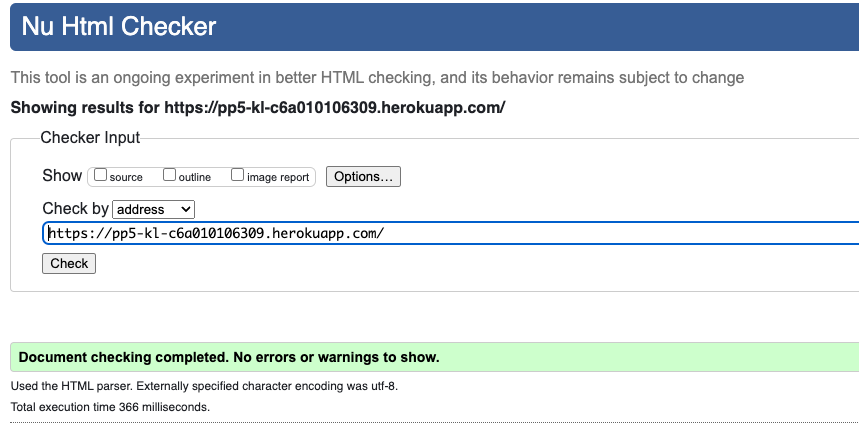 Nu Html Checker
This tool is an ongoing experiment in better HTML checking, and its behavior remains subject to change
Showing results for https://pp5-kl-c6a010106309.herokuapp.com/
Checker Input
Show source outline image report Options...
Check by address
https://pp5-kl-c6a010106309.herokuapp.com/
Check
Document checking completed. No errors or warnings to show.
Used the HTML parser. Externally specified character encoding was utf-8.
Total execution time 366 milliseconds.